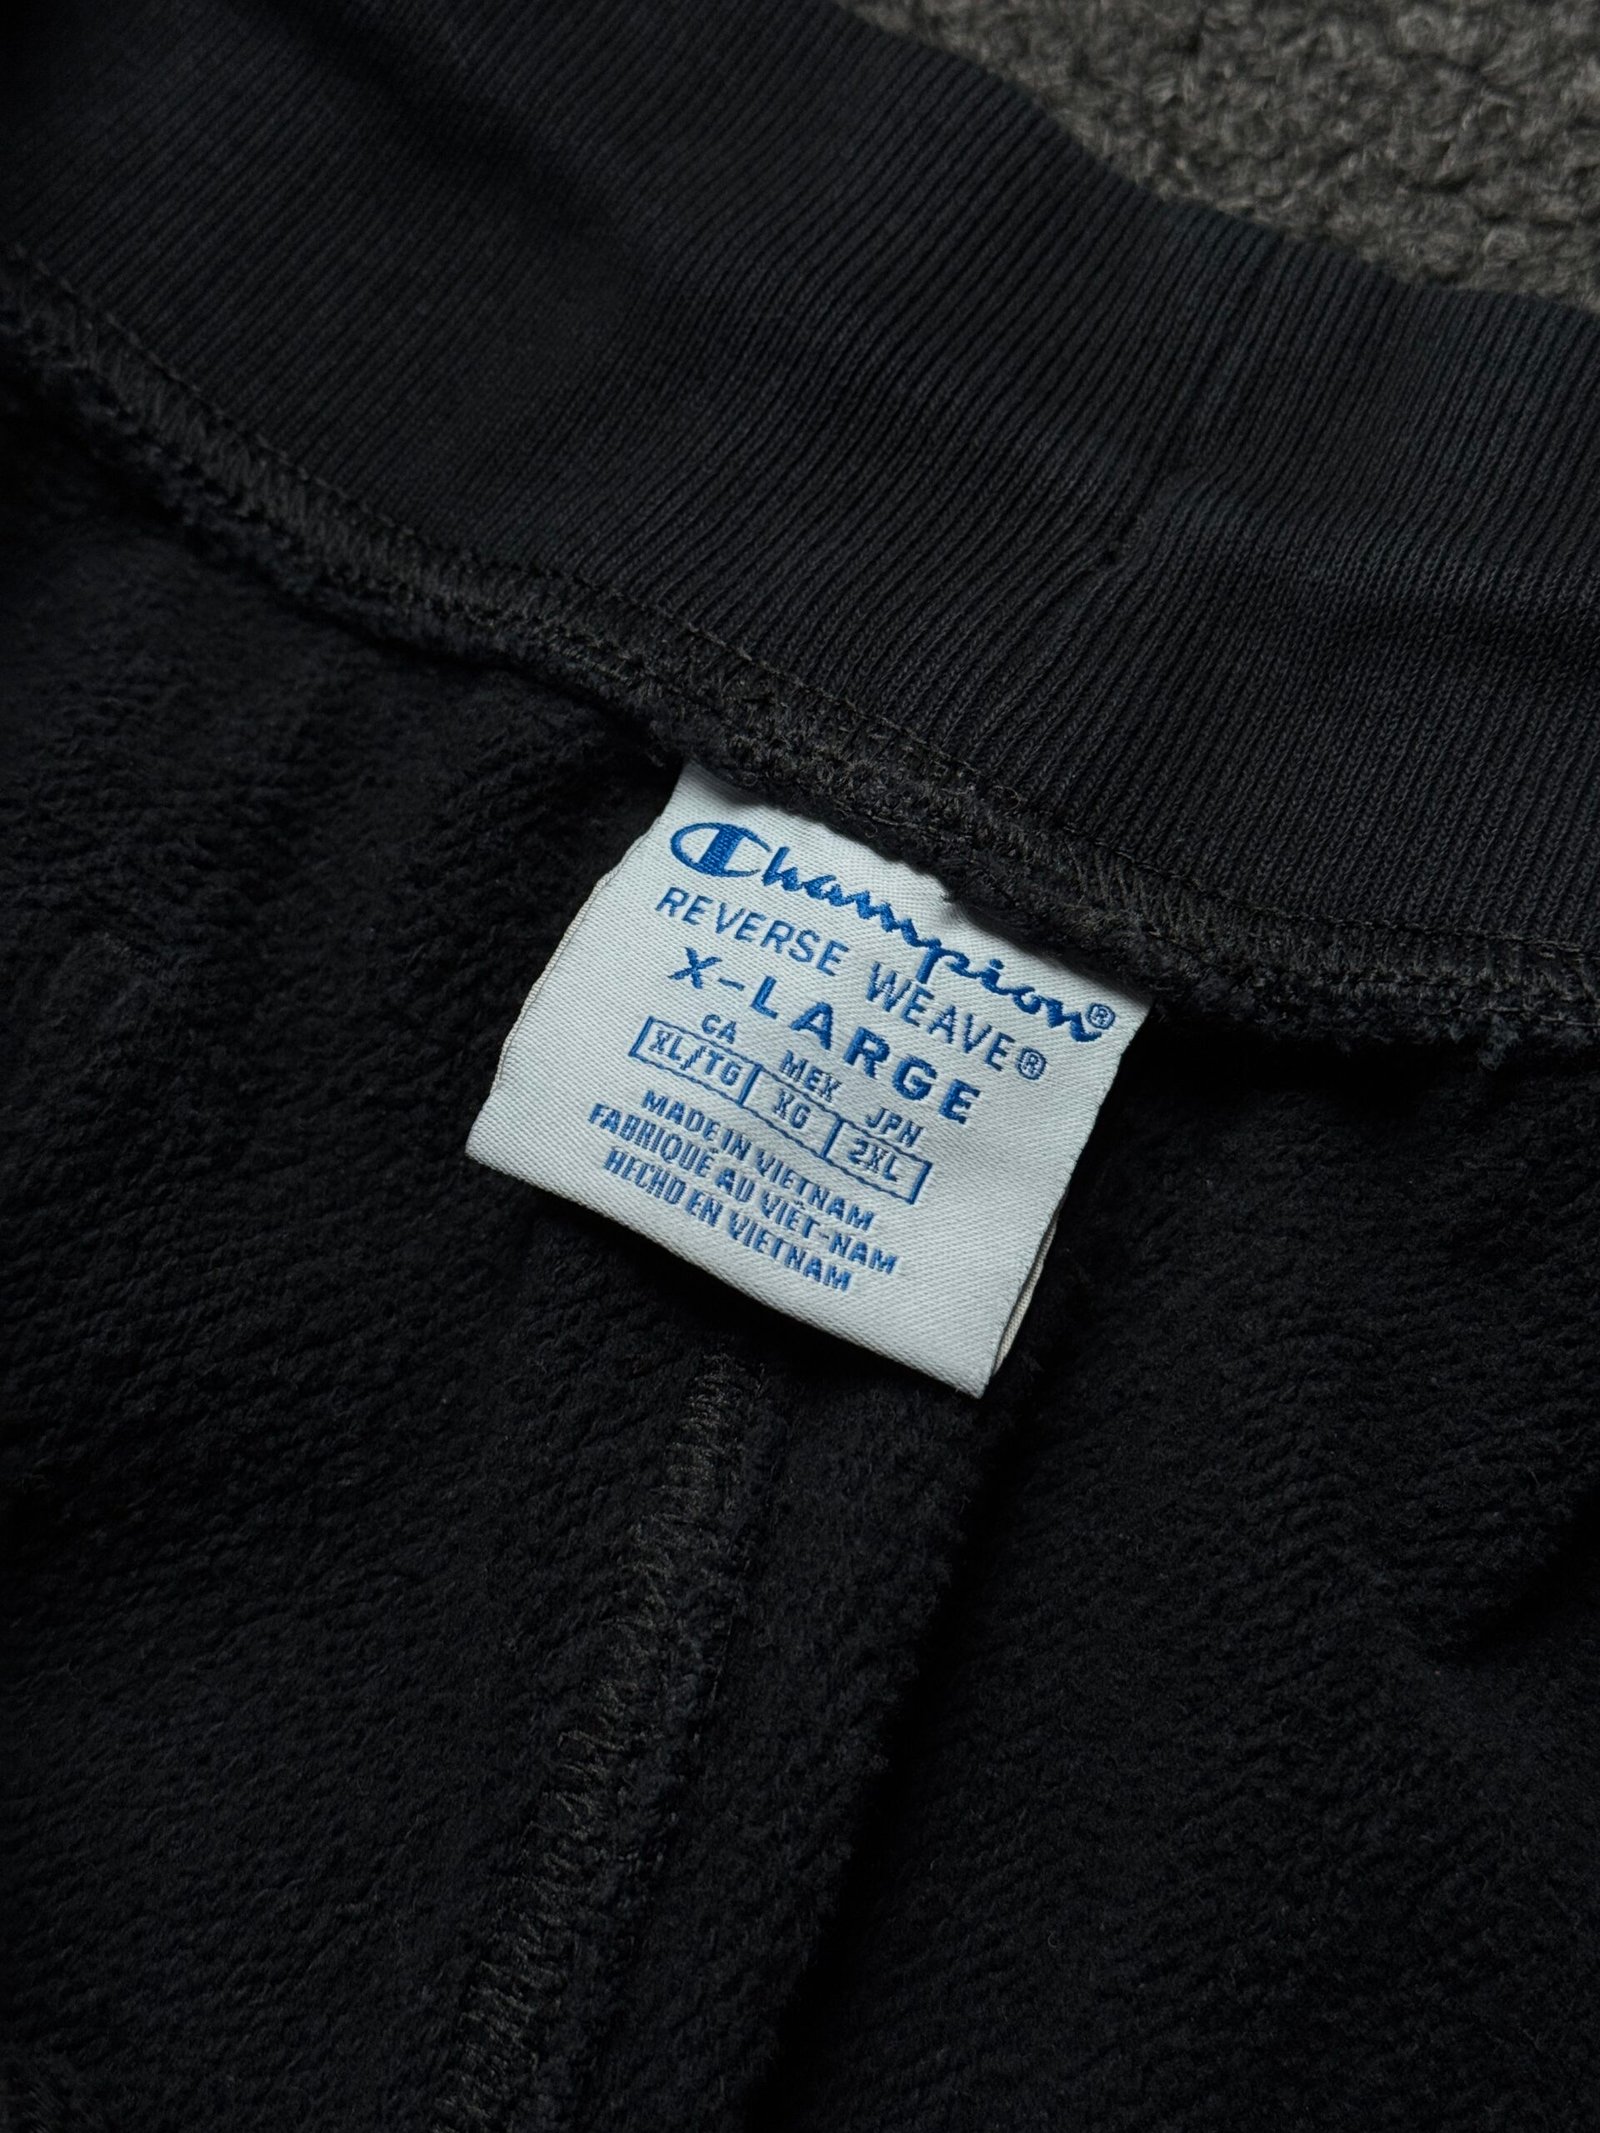 Champion®
REVERSE WEAVE®
X-LARGE
CA MEX JPN
XL/TG XG 2XL
MADE IN VIETNAM
FABRIQUÉ AU VIÊT-NAM
HECHO EN VIETNAM